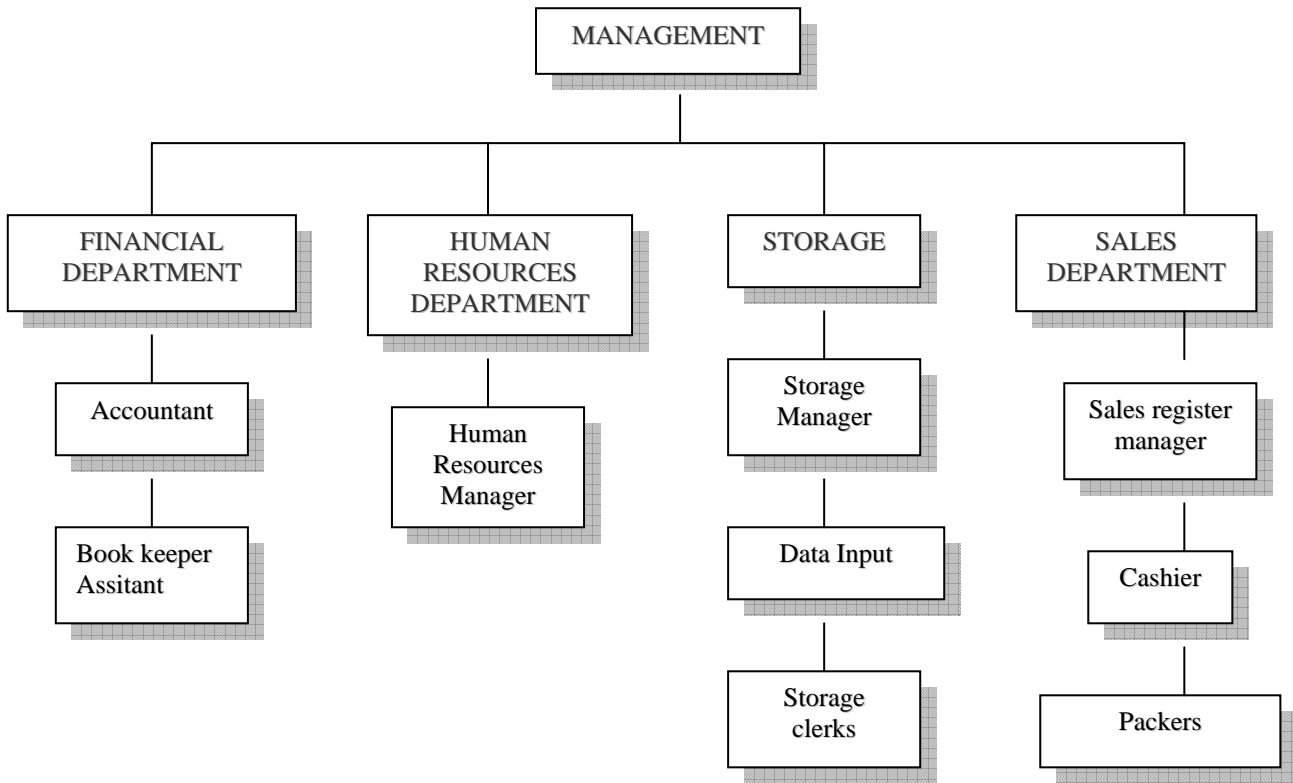 MANAGEMENT
FINANCIAL
DEPARTMENT
HUMAN
RESOURCES
DEPARTMENT
STORAGE
SALES
DEPARTMENT
Accountant
Book keeper
Assitant
Human
Resources
Manager
Storage
Manager
Data Input
Storage
clerks
Sales register
manager
Cashier
Packers